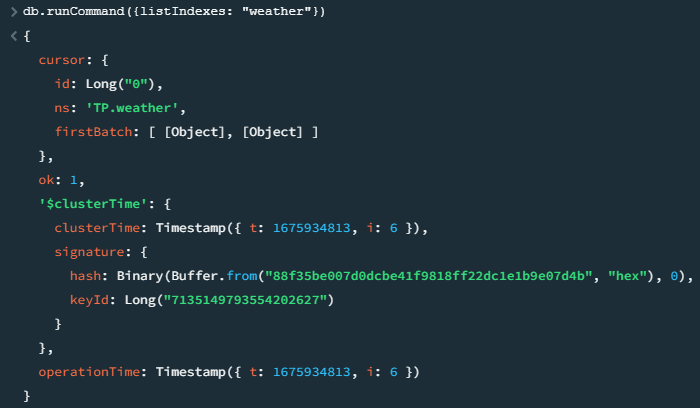 > db.runCommand({listIndexes: "weather"})
< {
cursor: {
id: Long("0"),
ns: 'TP.weather',
firstBatch: [ [Object], [Object] ]
},
ok: 1,
'$clusterTime': {
clusterTime: Timestamp({ t: 1675934813, i: 6 }),
signature: {
hash: Binary(Buffer.from("88f35be007d0dcbe41f9818ff22dc1e1b9e07d4b", "hex"), 0),
keyId: Long("7135149793554202627")
}
},
operationTime: Timestamp({ t: 1675934813, i: 6 })
}